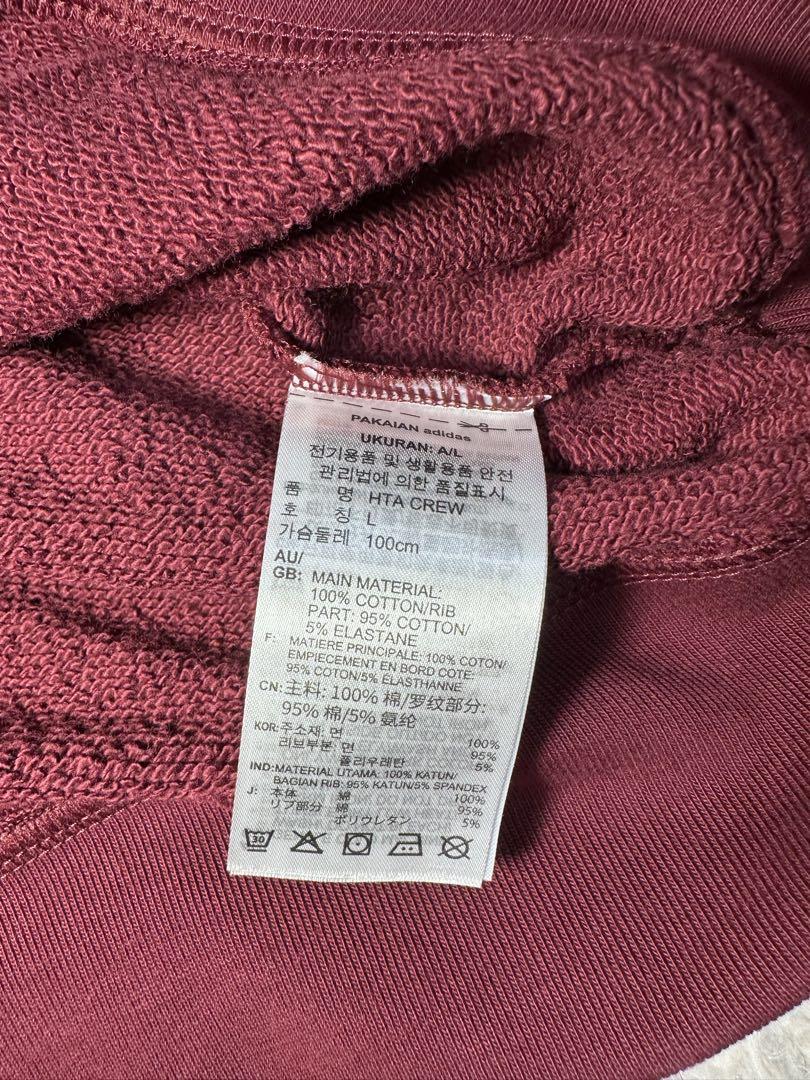 PAKAIAN adidas
UKURAN: A/L
전기용품 및 생활용품 안전
관리법에 의한 품질표시
품 명 HTA CREW
호 칭 L
가슴둘레 100cm
AU/
GB: MAIN MATERIAL:
100% COTTON/RIB
PART: 95% COTTON/
5% ELASTANE
F: MATIERE PRINCIPALE: 100% COTON/
EMPIECEMENT EN BORD COTE:
95% COTON/5% ELASTHANNE
CN: 主料: 100% 棉/罗纹部分:
95% 棉/5% 氨纶
KOR: 주소재: 면 100%
리브부분 면 95%
폴리우레탄 5%
IND: MATERIAL UTAMA: 100% KATUN/
BAGIAN RIB: 95% KATUN/5% SPANDEX
J: 本体 綿 100%
リブ部分 綿 95%
ポリウレタン 5%
30